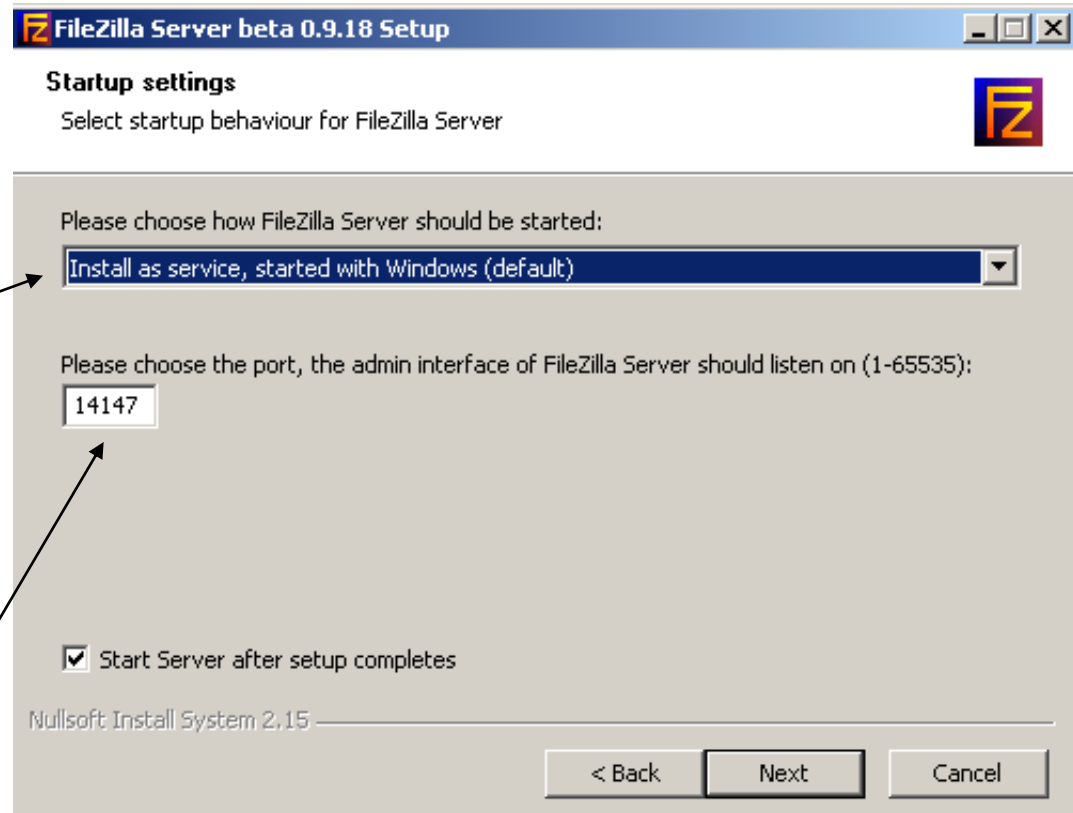 FileZilla Server beta 0.9.18 Setup
Startup settings
Select startup behaviour for FileZilla Server
Please choose how FileZilla Server should be started:
Install as service, started with Windows (default)
Please choose the port, the admin interface of FileZilla Server should listen on (1-65535):
14147
Start Server after setup completes
Nullsoft Install System 2.15
< Back
Next
Cancel